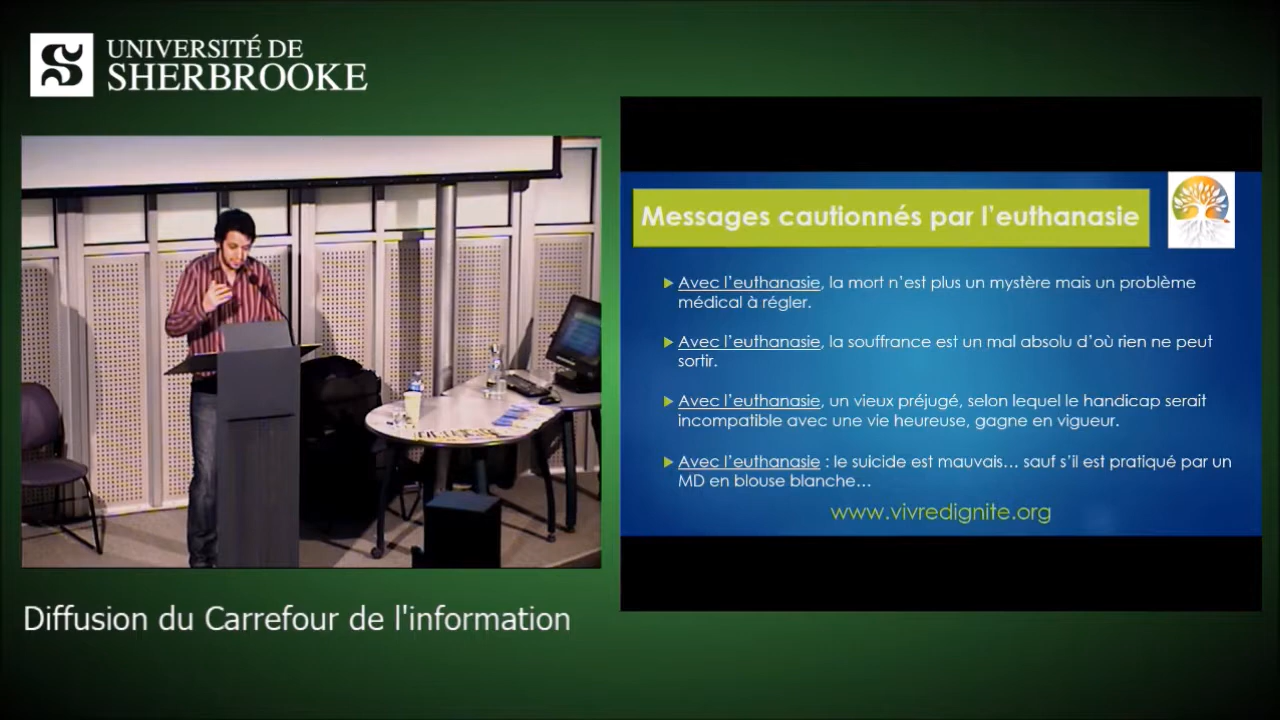 UNIVERSITÉ DE
SHERBROOKE
Messages cautionnés par l'euthanasie
Avec l'euthanasie, la mort n'est plus un mystère mais un problème
médical à régler.
Avec l'euthanasie, la souffrance est un mal absolu d'où rien ne peut
sortir.
Avec l'euthanasie, un vieux préjugé, selon lequel le handicap serait
incompatible avec une vie heureuse, gagne en vigueur.
Avec l'euthanasie : le suicide est mauvais... sauf s'il est pratiqué par un
MD en blouse blanche...
www.vivredignite.org
Diffusion du Carrefour de l'information